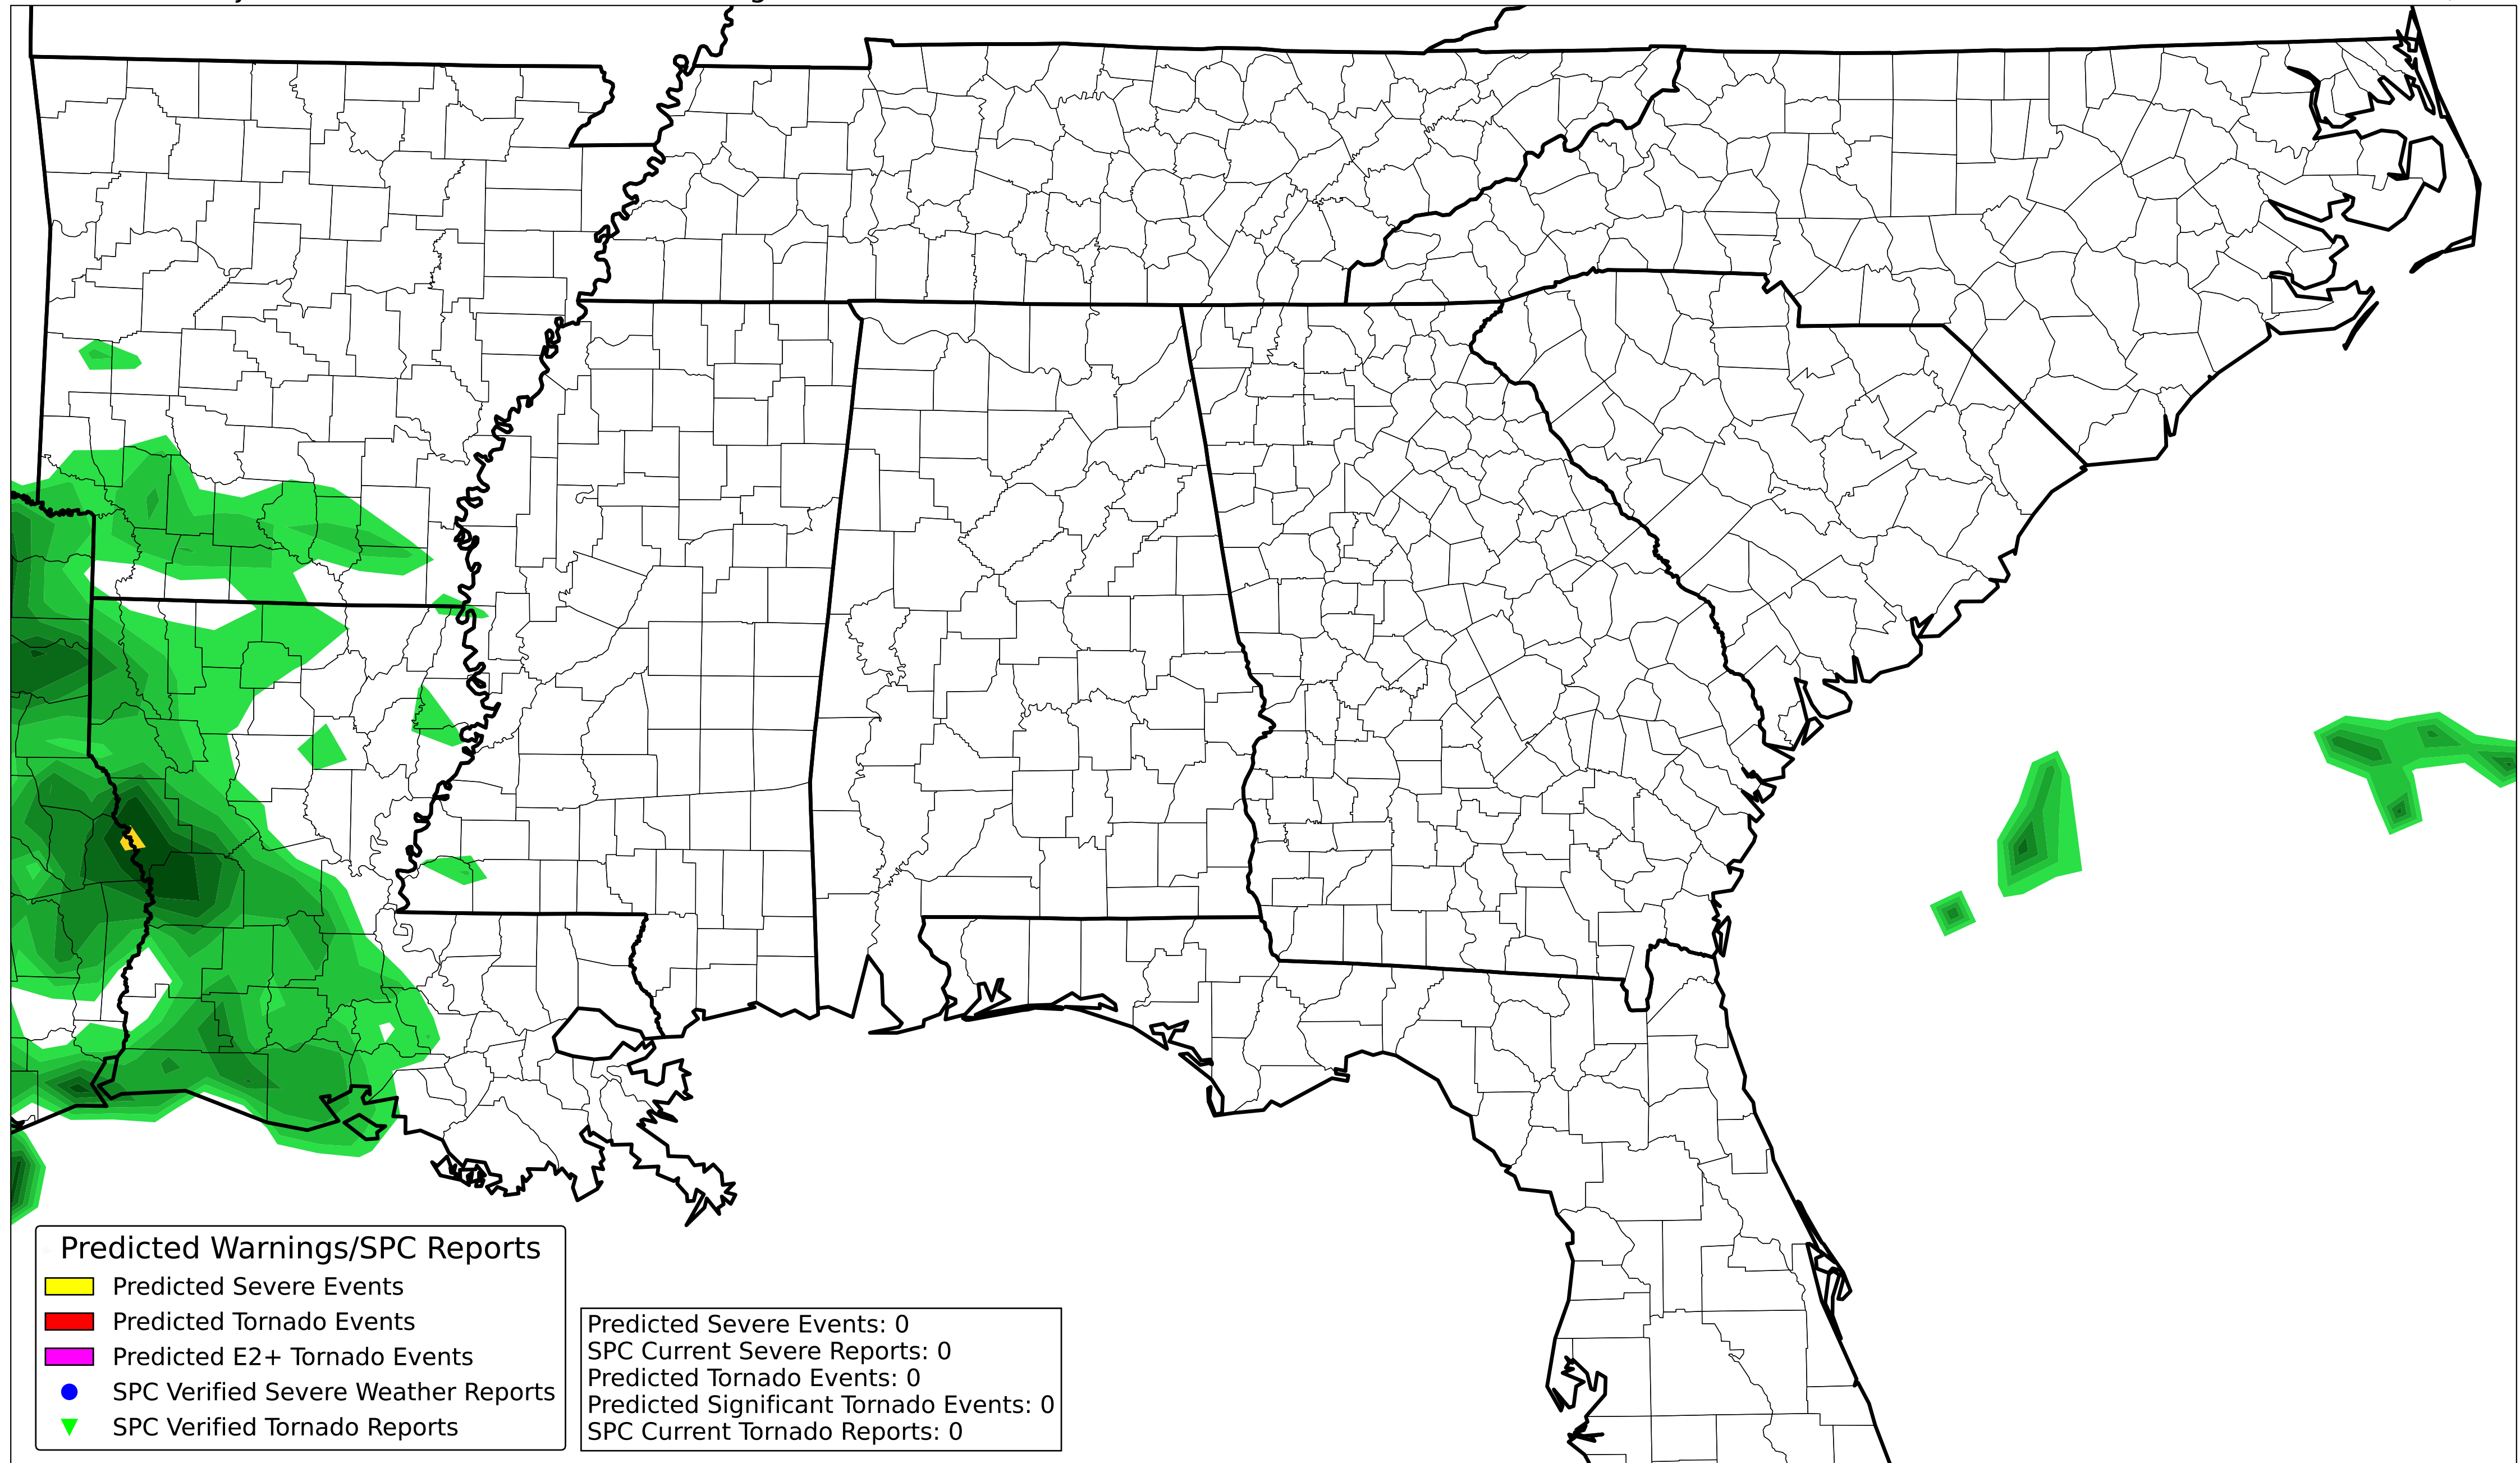 Predicted Warnings/SPC Reports
Predicted Severe Events
Predicted Tornado Events
Predicted E2+ Tornado Events
SPC Verified Severe Weather Reports
SPC Verified Tornado Reports
Predicted Severe Events: 0
SPC Current Severe Reports: 0
Predicted Tornado Events: 0
Predicted Significant Tornado Events: 0
SPC Current Tornado Reports: 0